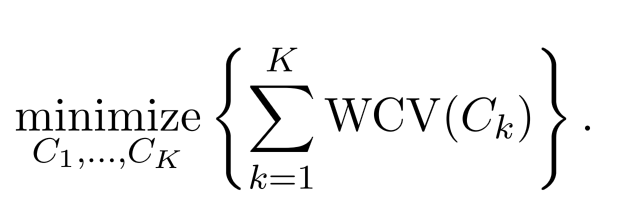 minimize_{C_1,...,C_K} { \sum_{k=1}^{K} WCV(C_k) } .